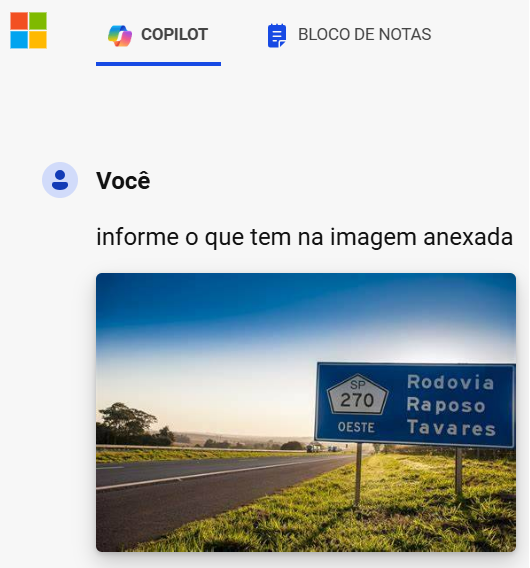 COPILOT
BLOCO DE NOTAS
Você
informe o que tem na imagem anexada
SP
270
OESTE
Rodovia
Raposo
Tavares